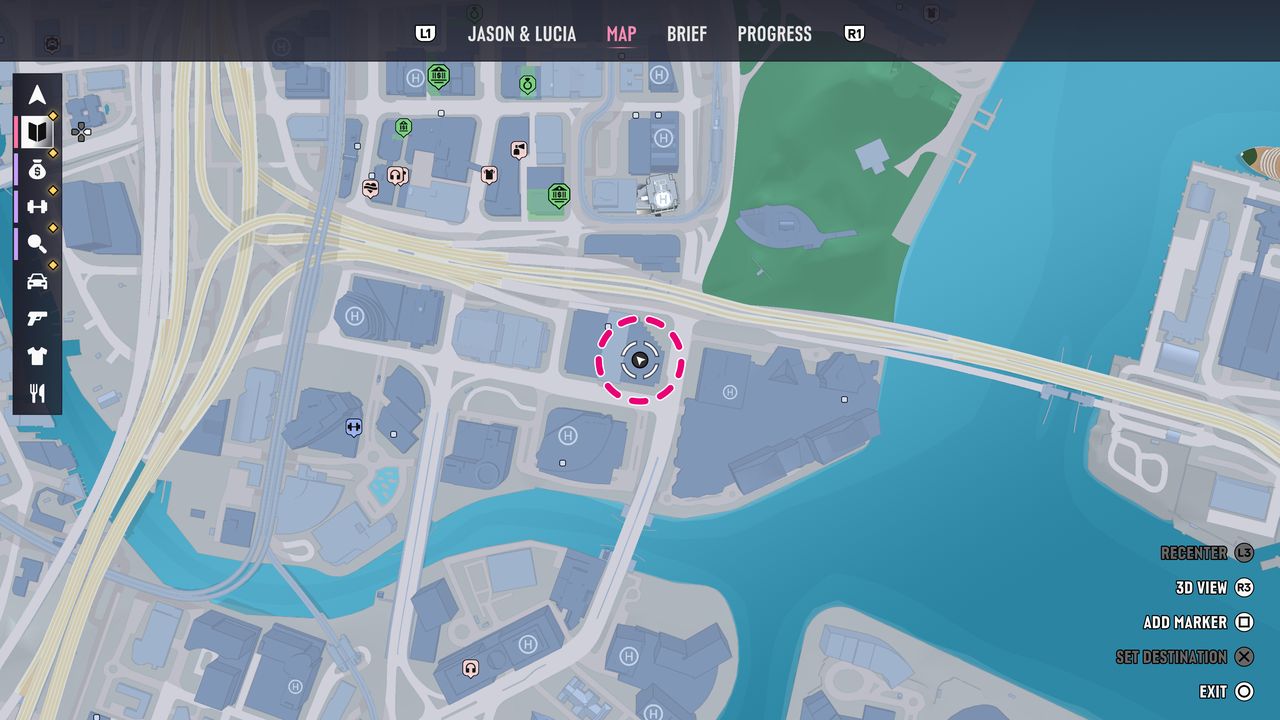 L1 JASON & LUCIA MAP BRIEF PROGRESS R1
H
H H
H
H
H
H
H
H
RECENTER L3
3D VIEW R3
ADD MARKER
SET DESTINATION
H
H
EXIT
H
H